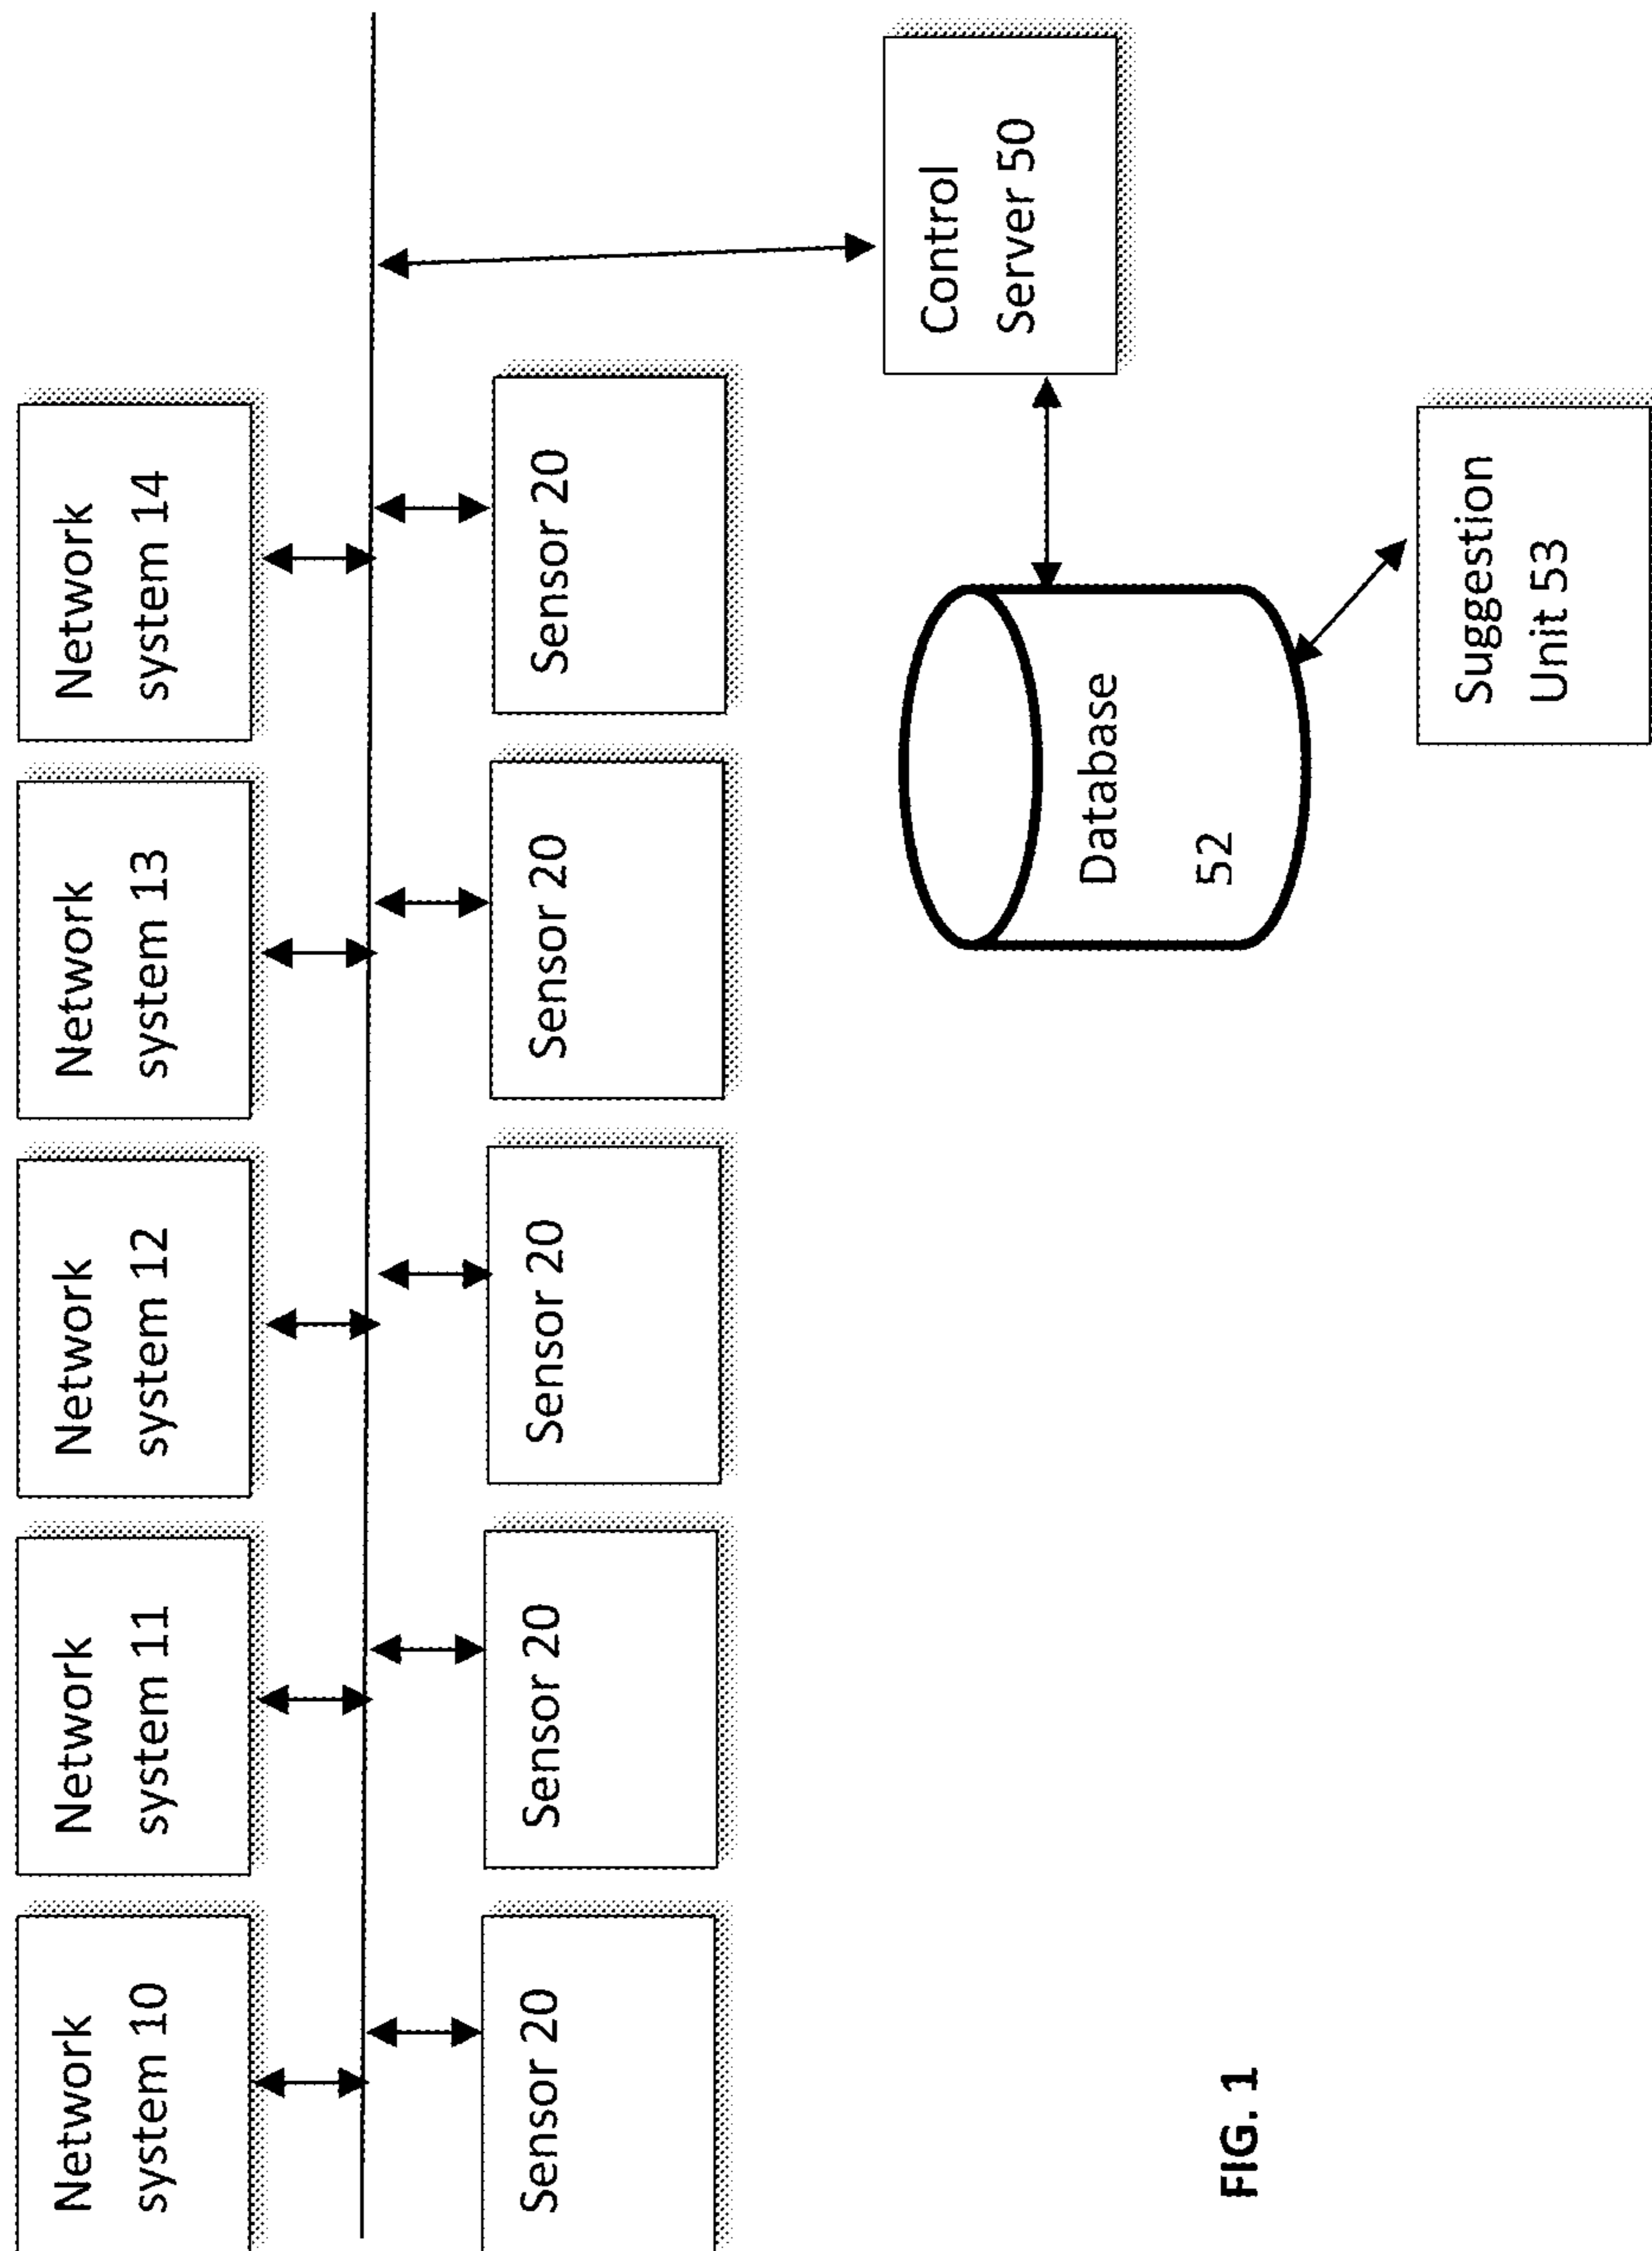 Network
system 10
Network
system 11
Network
system 12
Network
system 13
Network
system 14
Sensor 20
Sensor 20
Sensor 20
Sensor 20
Sensor 20
Control
Server 50
Database
52
Suggestion
Unit 53
FIG. 1